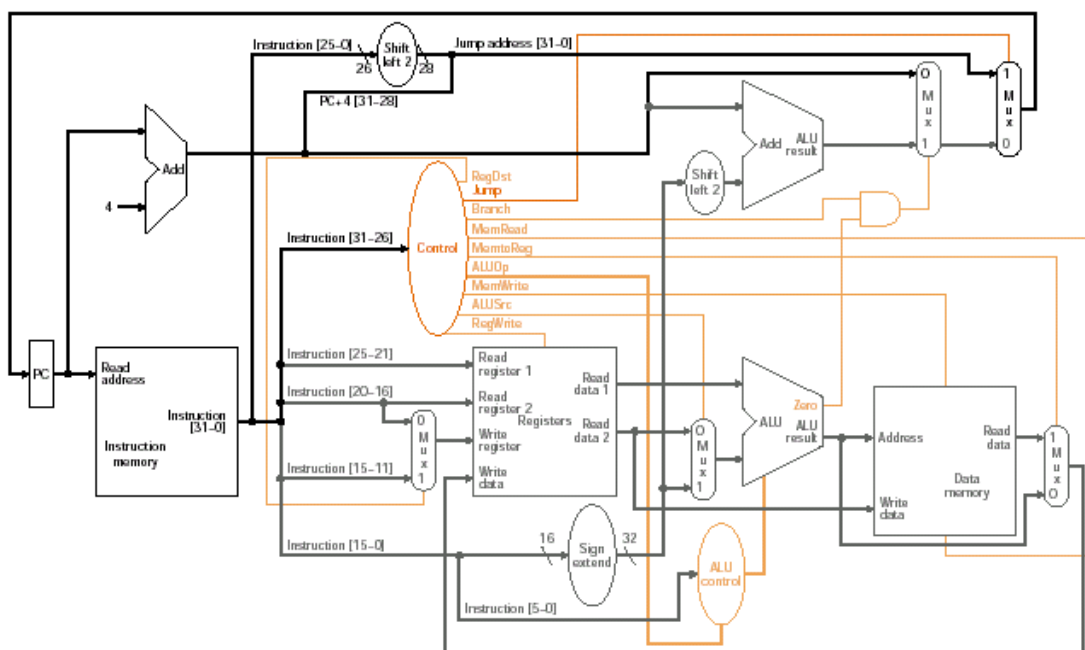 Instruction [25–0]
26
Shift
left 2
28
Jump address [31–0]
PC+4 [31–28]
Add
4
0
M
u
x
1
1
M
u
x
0
Add
ALU
result
Shift
left 2
RegDst
Jump
Branch
MemRead
MemtoReg
ALUOp
MemWrite
ALUSrc
RegWrite
Control
Instruction [31–26]
PC
Read
address
Instruction
[31–0]
Instruction
memory
Instruction [25–21]
Instruction [20–16]
Instruction [15–11]
Instruction [15–0]
0
M
u
x
1
Read
register 1
Read
register 2
Write
register
Write
data
Registers
Read
data 1
Read
data 2
0
M
u
x
1
Zero
ALU
ALU
result
Address
Write
data
Read
data
Data
memory
1
M
u
x
0
16
Sign
extend
32
ALU
control
Instruction [5–0]